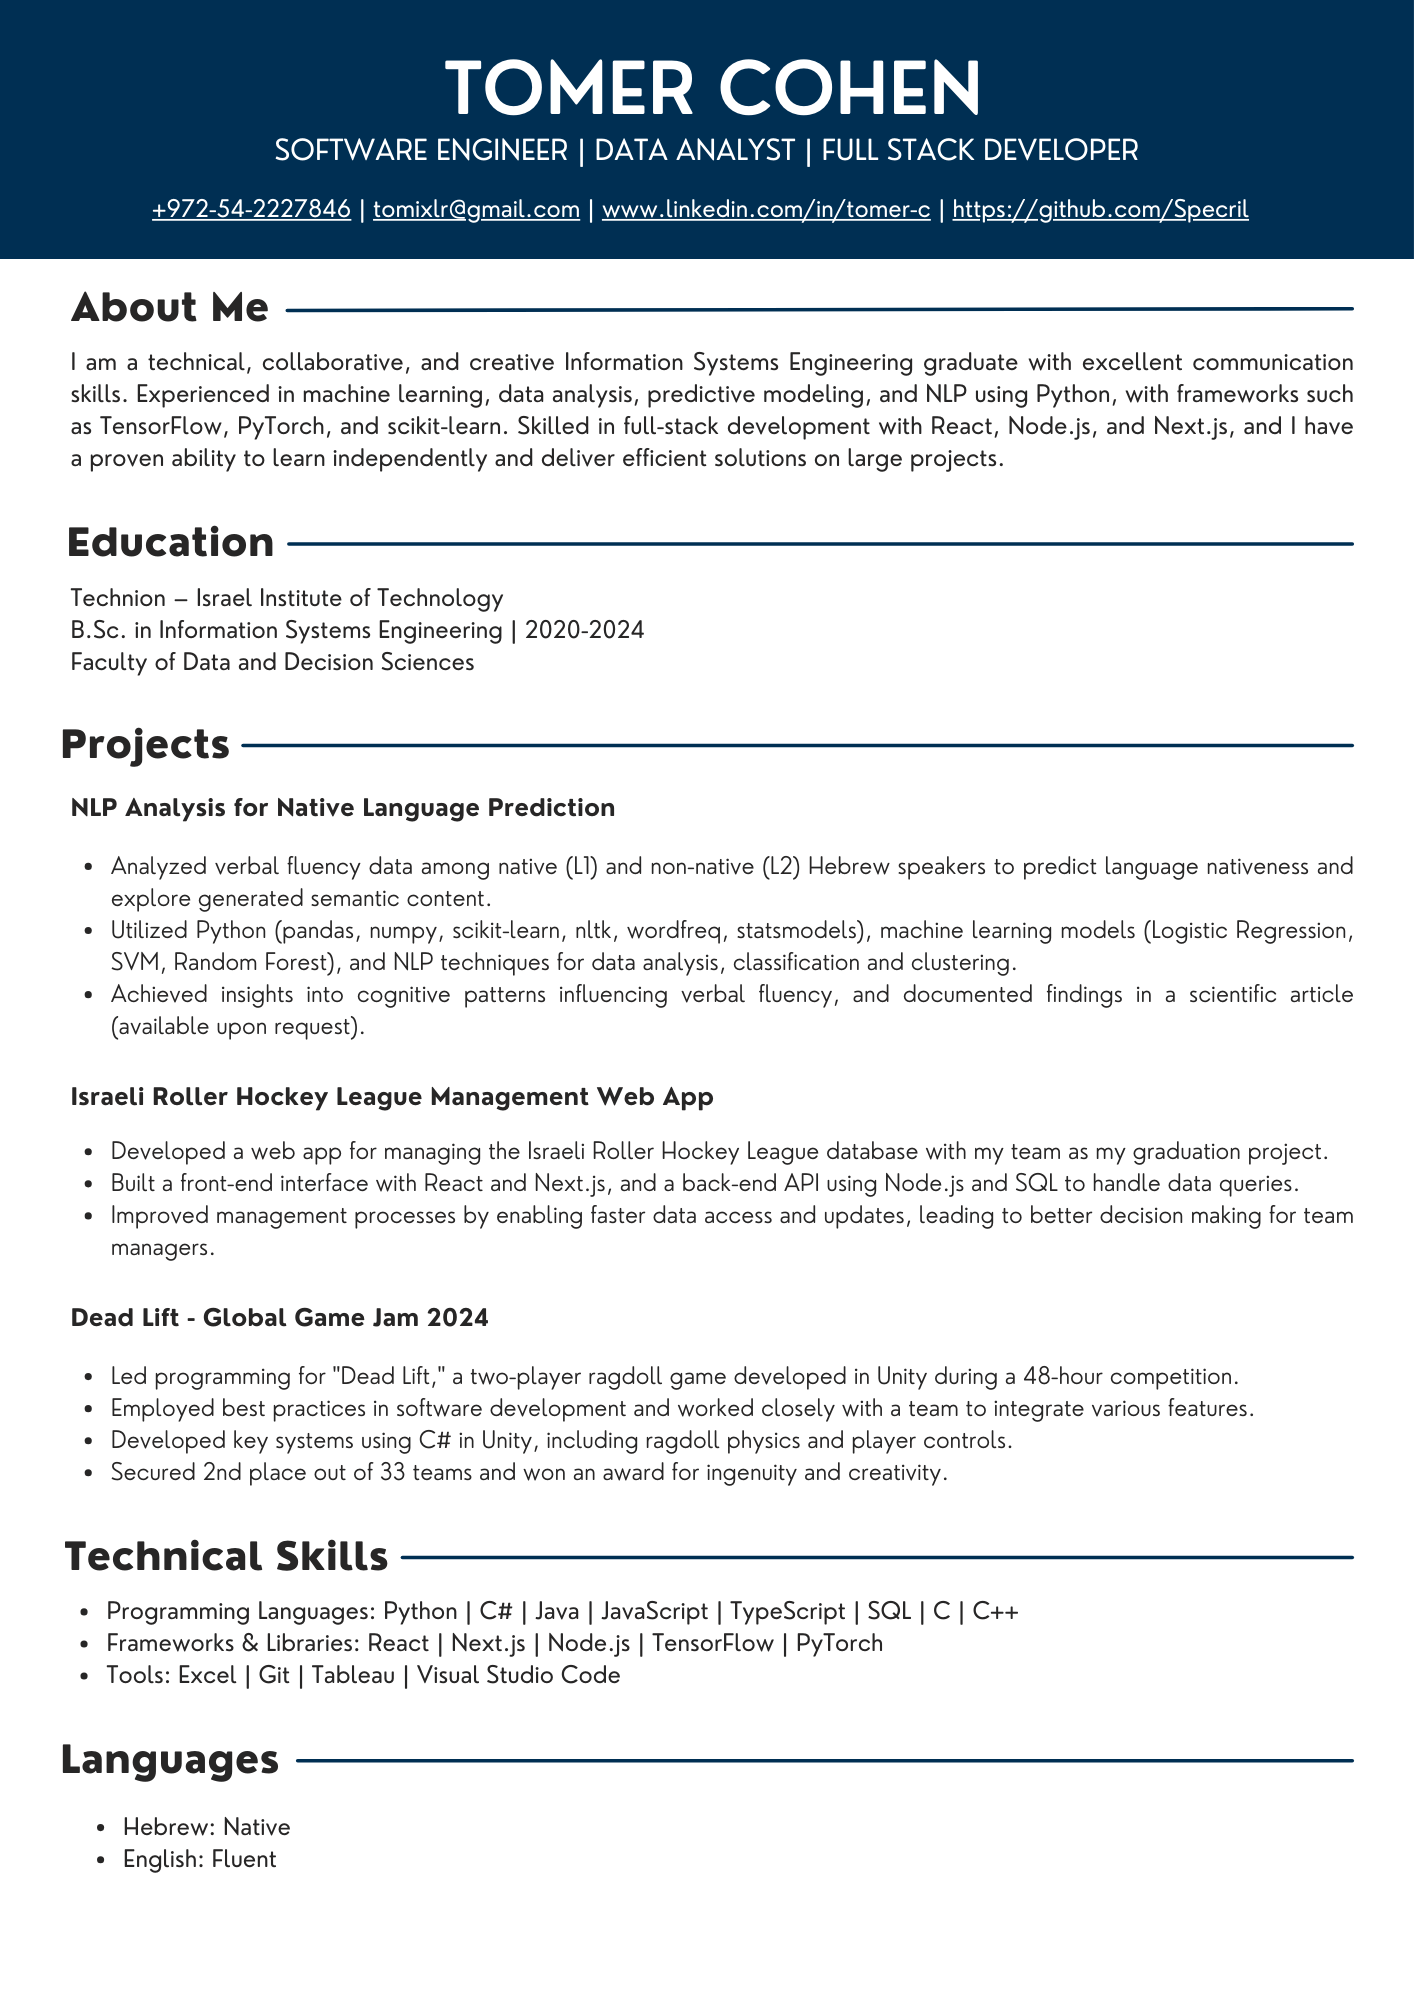 TOMER COHEN
SOFTWARE ENGINEER | DATA ANALYST | FULL STACK DEVELOPER
+972-54-2227846 | tomixlr@gmail.com | www.linkedin.com/in/tomer-c | https://github.com/Specril
About Me
I am a technical, collaborative, and creative Information Systems Engineering graduate with excellent communication
skills. Experienced in machine learning, data analysis, predictive modeling, and NLP using Python, with frameworks such
as TensorFlow, PyTorch, and scikit-learn. Skilled in full-stack development with React, Node.js, and Next.js, and I have
a proven ability to learn independently and deliver efficient solutions on large projects.
Education
Technion – Israel Institute of Technology
B.Sc. in Information Systems Engineering | 2020-2024
Faculty of Data and Decision Sciences
Projects
NLP Analysis for Native Language Prediction
• Analyzed verbal fluency data among native (L1) and non-native (L2) Hebrew speakers to predict language nativeness and
explore generated semantic content.
• Utilized Python (pandas, numpy, scikit-learn, nltk, wordfreq, statsmodels), machine learning models (Logistic Regression,
SVM, Random Forest), and NLP techniques for data analysis, classification and clustering.
• Achieved insights into cognitive patterns influencing verbal fluency, and documented findings in a scientific article
(available upon request).
Israeli Roller Hockey League Management Web App
• Developed a web app for managing the Israeli Roller Hockey League database with my team as my graduation project.
• Built a front-end interface with React and Next.js, and a back-end API using Node.js and SQL to handle data queries.
• Improved management processes by enabling faster data access and updates, leading to better decision making for team
managers.
Dead Lift - Global Game Jam 2024
• Led programming for "Dead Lift," a two-player ragdoll game developed in Unity during a 48-hour competition.
• Employed best practices in software development and worked closely with a team to integrate various features.
• Developed key systems using C# in Unity, including ragdoll physics and player controls.
• Secured 2nd place out of 33 teams and won an award for ingenuity and creativity.
Technical Skills
• Programming Languages: Python | C# | Java | JavaScript | TypeScript | SQL | C | C++
• Frameworks & Libraries: React | Next.js | Node.js | TensorFlow | PyTorch
• Tools: Excel | Git | Tableau | Visual Studio Code
Languages
• Hebrew: Native
• English: Fluent